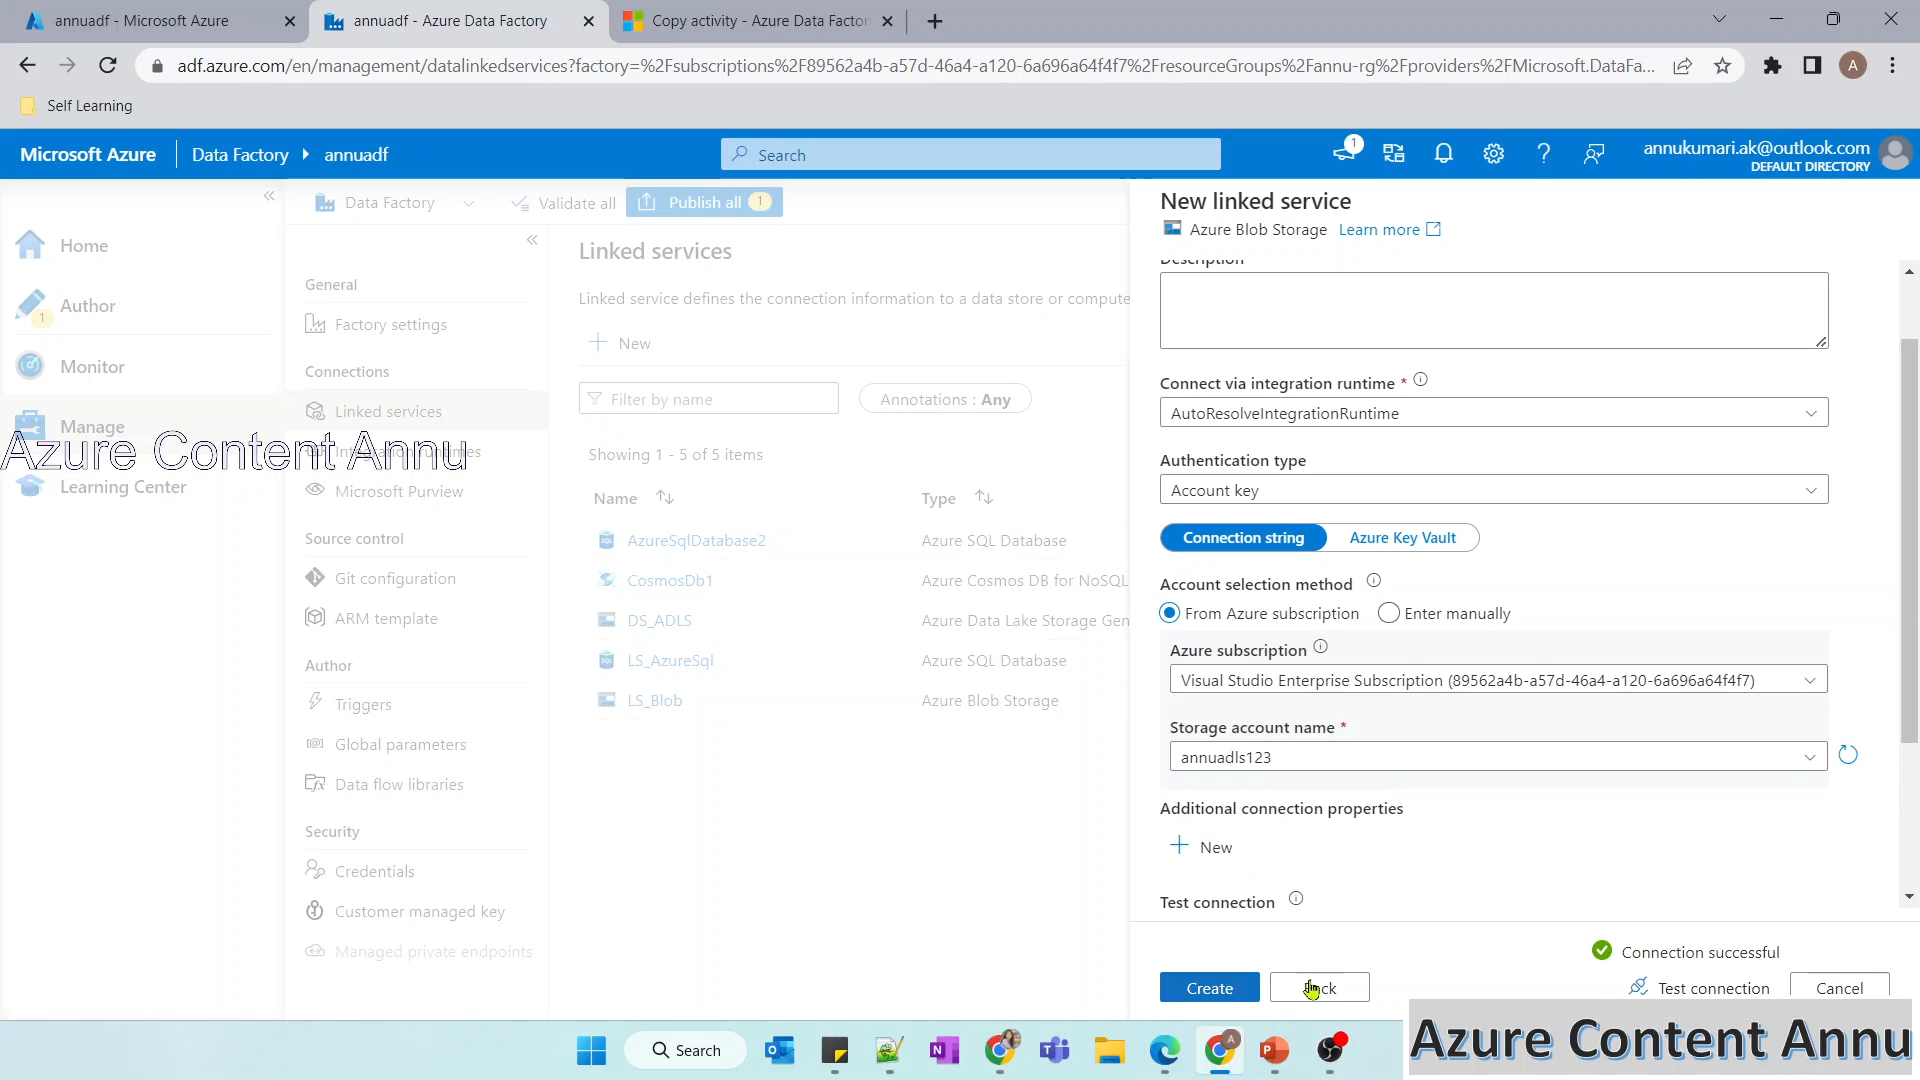 annuadf - Microsoft Azure
annuadf - Azure Data Factory
Copy activity - Azure Data Factor
adf.azure.com/en/management/datalinkedservices?factory=%2Fsubscriptions%2F89562a4b-a57d-46a4-a120-6a696a64f4f7%2FresourceGroups%2Fannu-rg%2Fproviders%2FMicrosoft.DataFa...
A
Self Learning
Microsoft Azure
Data Factory
annuadf
Search
1
annukumari.ak@outlook.com
DEFAULT DIRECTORY
Home
Author
1
Monitor
Manage
Learning Center
Azure Content Annu
Data Factory
Validate all
Publish all 1
General
Factory settings
Connections
Linked services
Microsoft Purview
Source control
Git configuration
ARM template
Author
Triggers
Global parameters
Data flow libraries
Security
Credentials
Customer managed key
Managed private endpoints
Linked services
Linked service defines the connection information to a data store or compute
New
Filter by name
Annotations : Any
Showing 1 - 5 of 5 items
Name Type
AzureSqlDatabase2 Azure SQL Database
CosmosDb1 Azure Cosmos DB for NoSQL
DS_ADLS Azure Data Lake Storage Gen
LS_AzureSql Azure SQL Database
LS_Blob Azure Blob Storage
New linked service
Azure Blob Storage Learn more
Description
Connect via integration runtime *
AutoResolveIntegrationRuntime
Authentication type
Account key
Connection string Azure Key Vault
Account selection method
From Azure subscription Enter manually
Azure subscription
Visual Studio Enterprise Subscription (89562a4b-a57d-46a4-a120-6a696a64f4f7)
Storage account name *
annuadls123
Additional connection properties
New
Test connection
Connection successful
Create
Test connection
Cancel
Search
A
Azure Content Annu